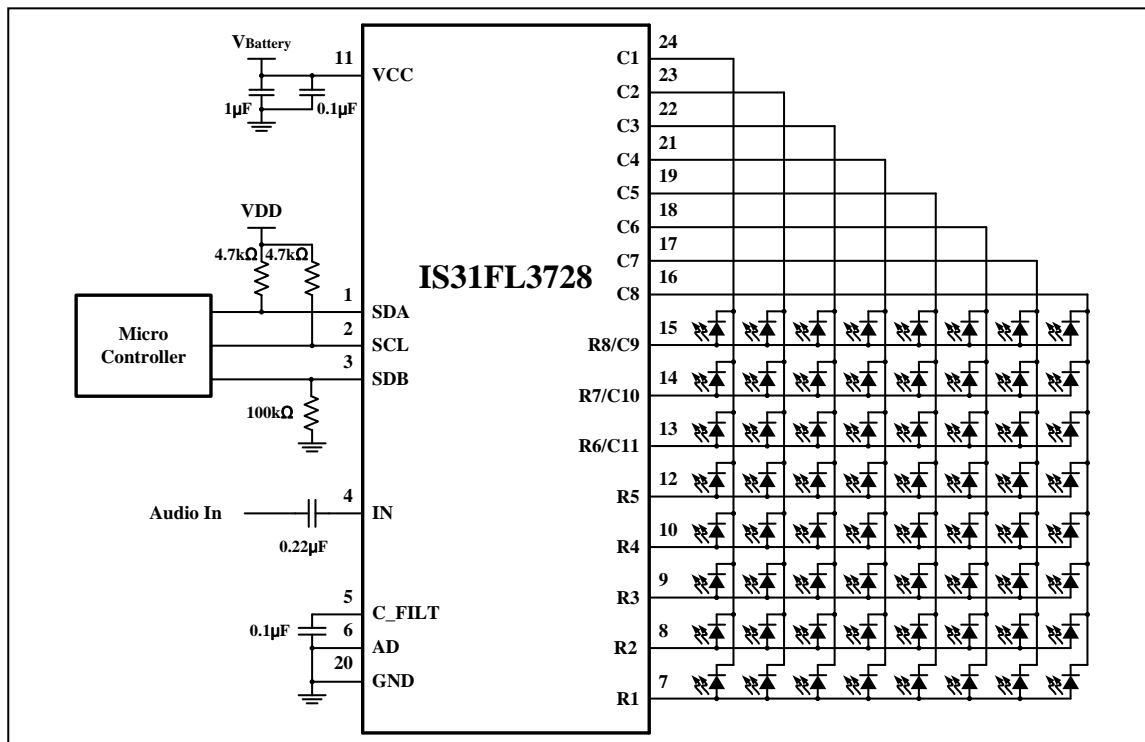 VBattery
1µF
0.1µF
11
VCC
VDD
4.7kΩ 4.7kΩ
Micro
Controller
1
SDA
2
SCL
3
SDB
100kΩ
Audio In
0.22µF
4
IN
5
C_FILT
0.1µF
6
AD
20
GND
IS31FL3728
24
C1
23
C2
22
C3
21
C4
19
C5
18
C6
17
C7
16
C8
15
R8/C9
14
R7/C10
13
R6/C11
12
R5
10
R4
9
R3
8
R2
7
R1